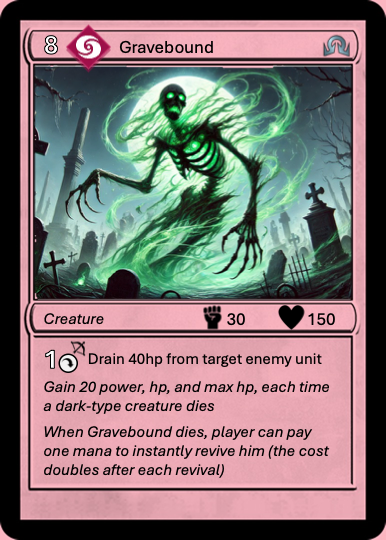 8 Gravebound
Creature 30 150
1 Drain 40hp from target enemy unit
Gain 20 power, hp, and max hp, each time
a dark-type creature dies
When Gravebound dies, player can pay
one mana to instantly revive him (the cost
doubles after each revival)